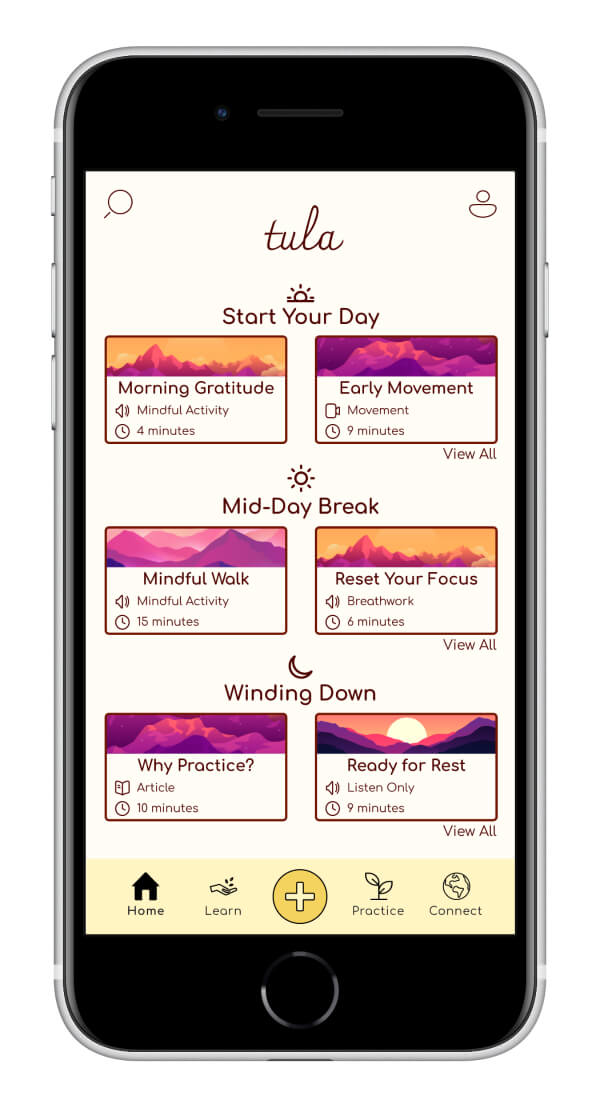 tula
Start Your Day
Morning Gratitude
Mindful Activity
4 minutes
Early Movement
Movement
9 minutes
View All
Mid-Day Break
Mindful Walk
Mindful Activity
15 minutes
Reset Your Focus
Breathwork
6 minutes
View All
Winding Down
Why Practice?
Article
10 minutes
Ready for Rest
Listen Only
9 minutes
View All
Home
Learn
Practice
Connect